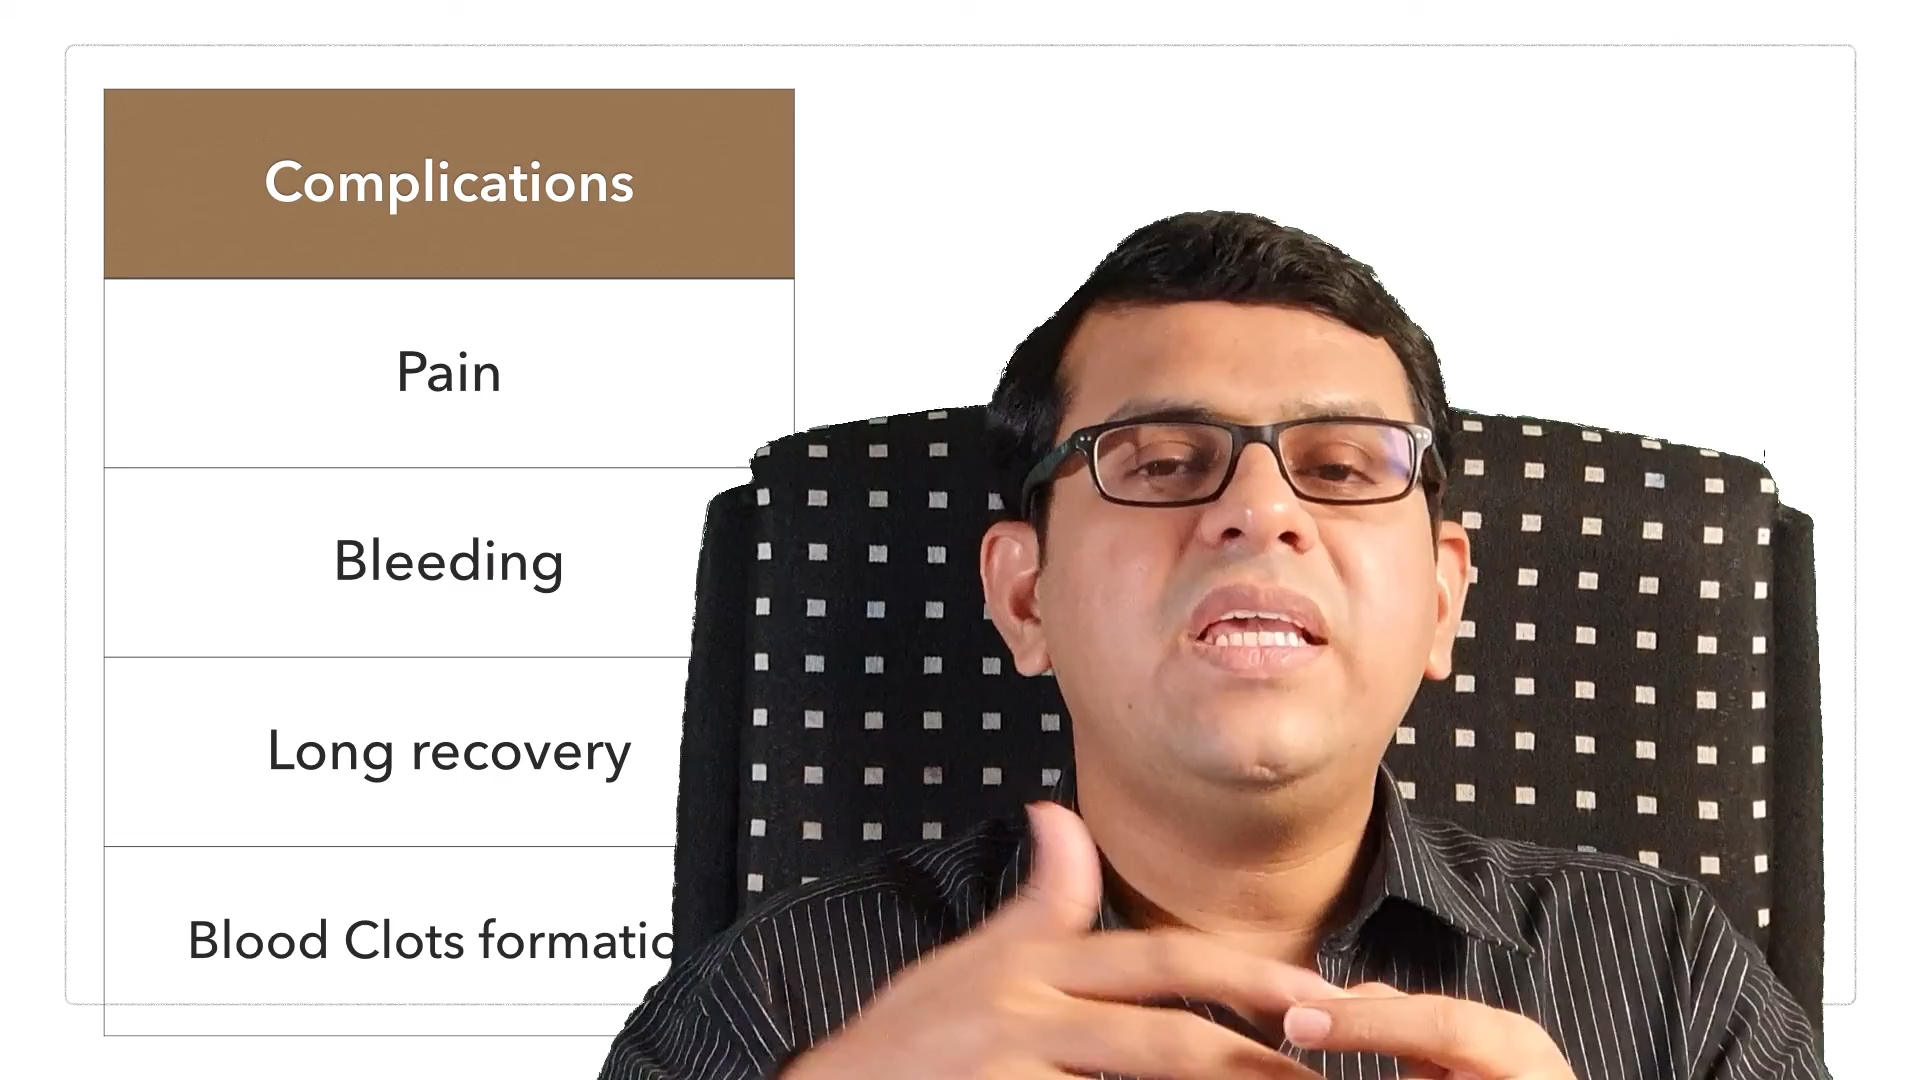 Complications
Pain
Bleeding
Long recovery
Blood Clots formatio